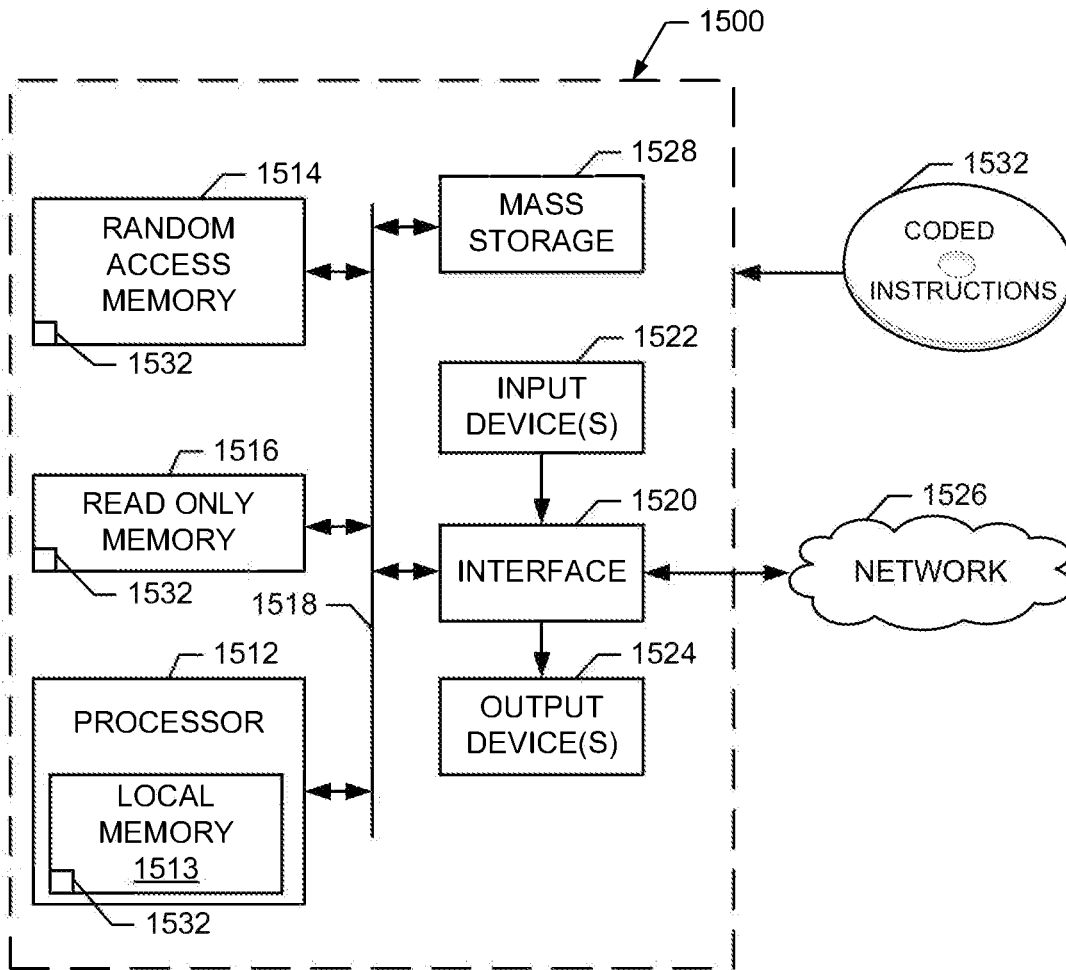 1500
1514
RANDOM
ACCESS
MEMORY
1532
1528
MASS
STORAGE
1532
CODED
INSTRUCTIONS
1522
INPUT
DEVICE(S)
1516
READ ONLY
MEMORY
1532
1520
INTERFACE
1526
NETWORK
1518
1512
PROCESSOR
LOCAL
MEMORY
1513
1532
1524
OUTPUT
DEVICE(S)